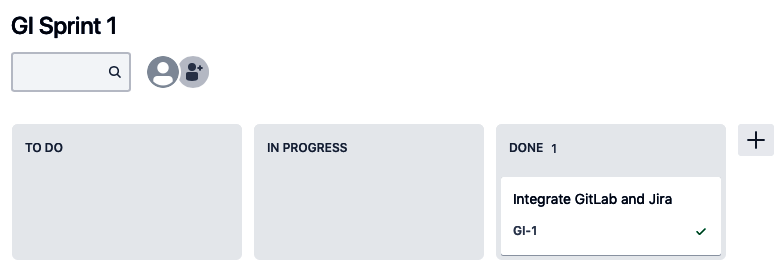 GI Sprint 1
TO DO
IN PROGRESS
DONE 1
Integrate GitLab and Jira
GI-1